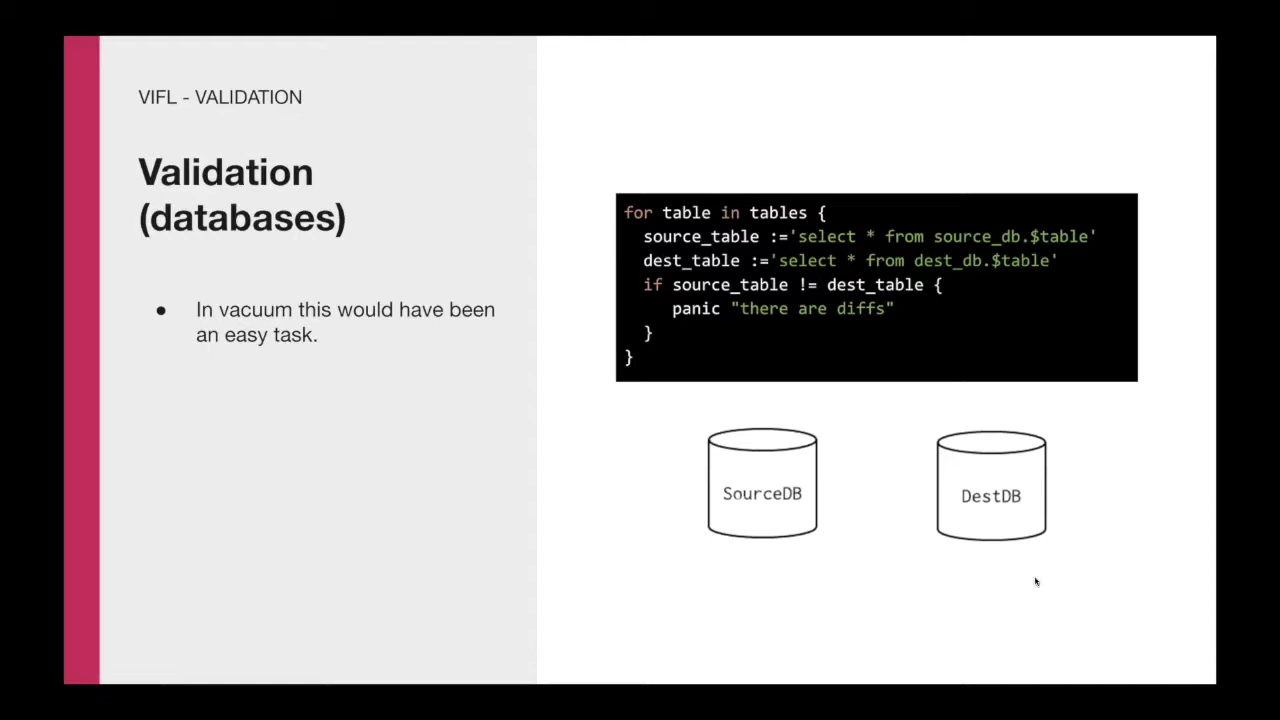 VIFL - VALIDATION
Validation
(databases)
● In vacuum this would have been
an easy task.
for table in tables {
source_table :='select * from source_db.$table'
dest_table :='select * from dest_db.$table'
if source_table != dest_table {
panic "there are diffs"
}
}
SourceDB
DestDB